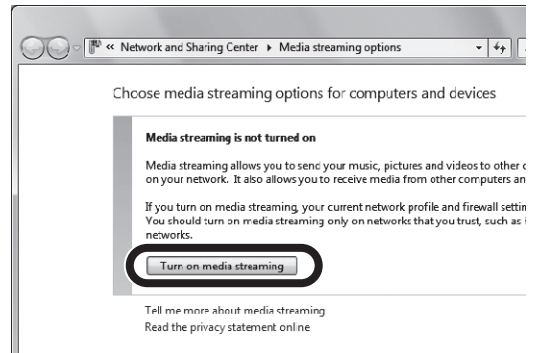 « Network and Sharing Center ▸ Media streaming options
Choose media streaming options for computers and devices
Media streaming is not turned on
Media streaming allows you to send your music, pictures and videos to other
on your network. It also allows you to receive media from other computers an
If you turn on media streaming, your current network profile and firewall settin
You should turn on media streaming only on networks that you trust, such as
networks.
Turn on media streaming
Tell me more about media streaming
Read the privacy statement online